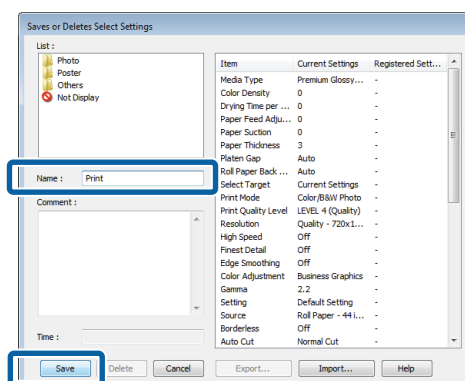 Saves or Deletes Select Settings
List :
Photo
Poster
Others
Not Display
Name : Print
Comment :
Time :
Item Current Settings Registered Sett...
Media Type Premium Glossy... -
Color Density 0 -
Drying Time per ... 0 -
Paper Feed Adju... 0 -
Paper Suction 0 -
Paper Thickness 3 -
Platen Gap Auto -
Roll Paper Back ... Auto -
Select Target Current Settings -
Print Mode Color/B&W Photo -
Print Quality Level LEVEL 4 (Quality) -
Resolution Quality - 720x1... -
High Speed Off -
Finest Detail Off -
Edge Smoothing Off -
Color Adjustment Business Graphics -
Gamma 2.2 -
Setting Default Setting -
Source Roll Paper - 44 i... -
Borderless Off -
Auto Cut Normal Cut -
Save Delete Cancel Export... Import... Help